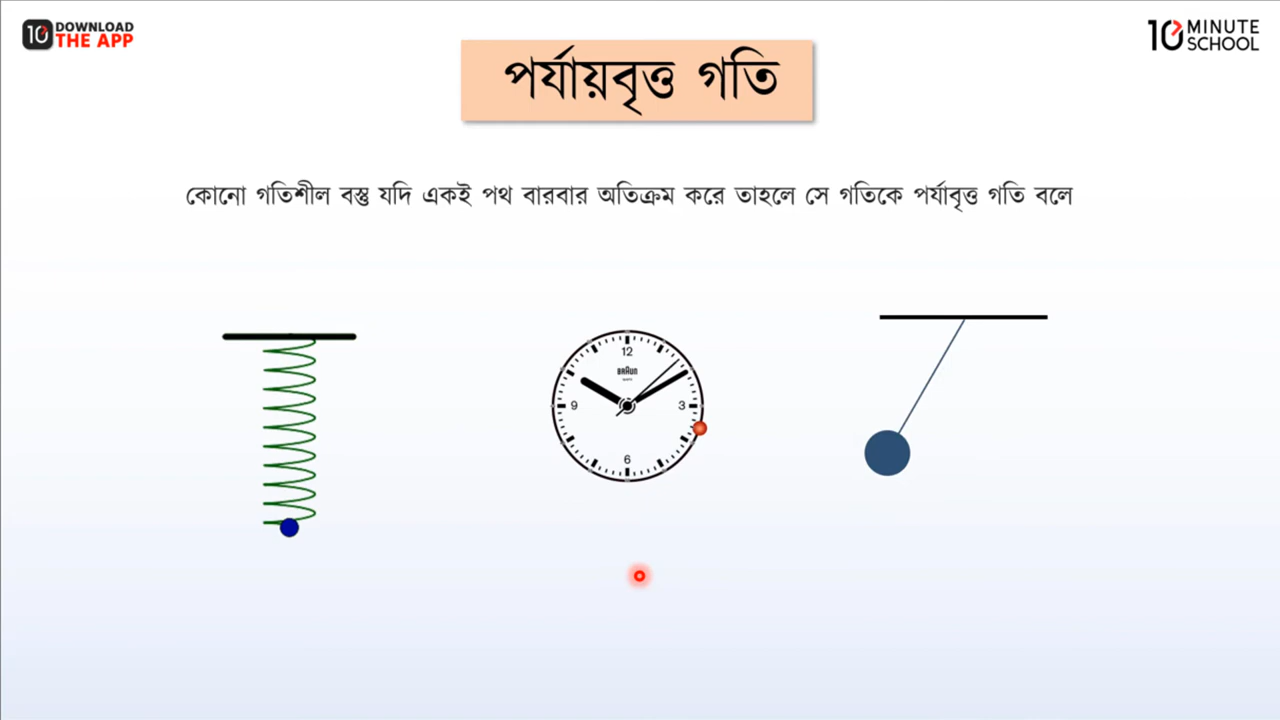 DOWNLOAD
THE APP
10 MINUTE
SCHOOL
পর্যায়বৃত্ত গতি
কোনো গতিশীল বস্তু যদি একই পথ বারবার অতিক্রম করে তাহলে সে গতিকে পর্যাবৃত্ত গতি বলে
12
BRAUN
9
3
6